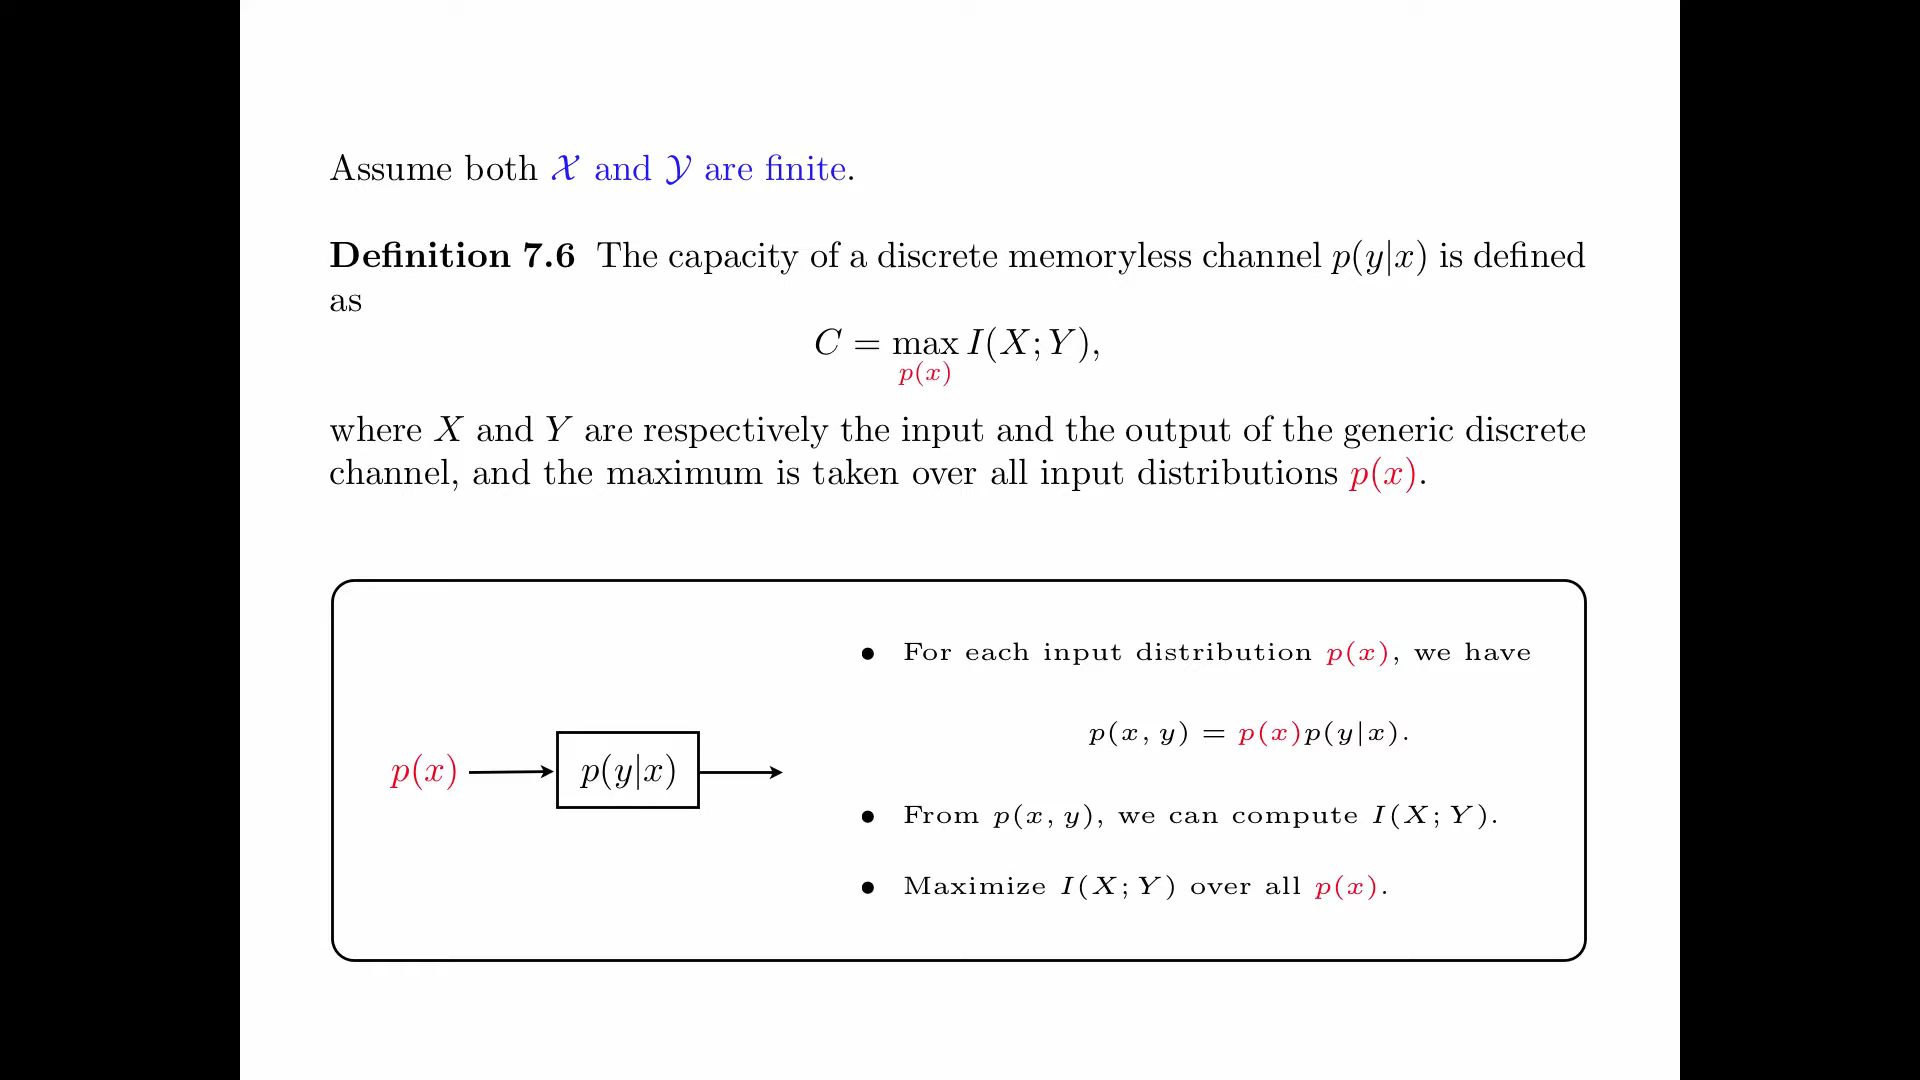 Assume both 𝒳 and 𝒴 are finite.
Definition 7.6 The capacity of a discrete memoryless channel p(y|x) is defined
as
C = max I(X; Y),
p(x)
where X and Y are respectively the input and the output of the generic discrete
channel, and the maximum is taken over all input distributions p(x).
• For each input distribution p(x), we have
p(x, y) = p(x)p(y|x).
p(x) p(y|x)
• From p(x, y), we can compute I(X; Y).
• Maximize I(X; Y) over all p(x).